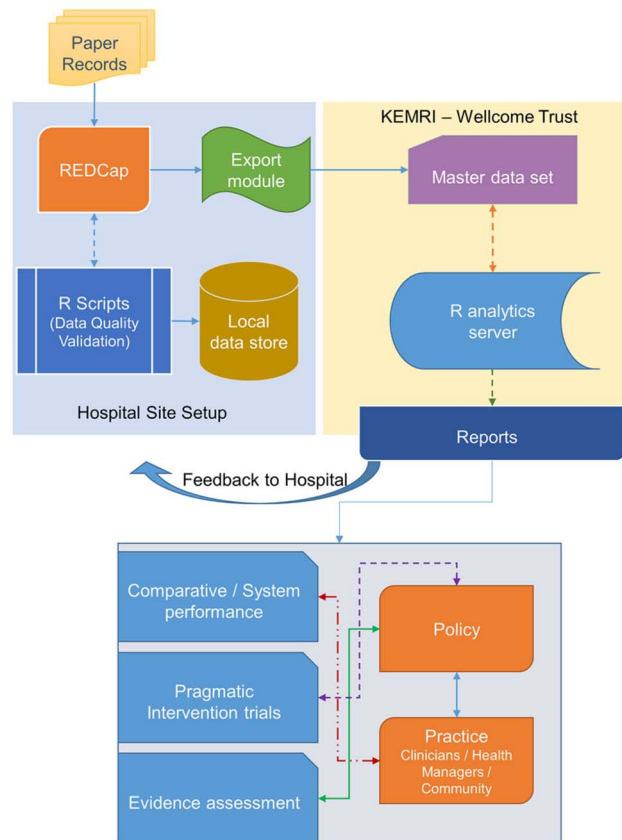 Paper
Records
KEMRI – Wellcome Trust
REDCap
Export
module
Master data set
R Scripts
(Data Quality
Validation)
Local
data store
R analytics
server
Hospital Site Setup
Reports
Feedback to Hospital
Comparative / System
performance
Policy
Pragmatic
Intervention trials
Practice
Clinicians / Health
Managers /
Community
Evidence assessment